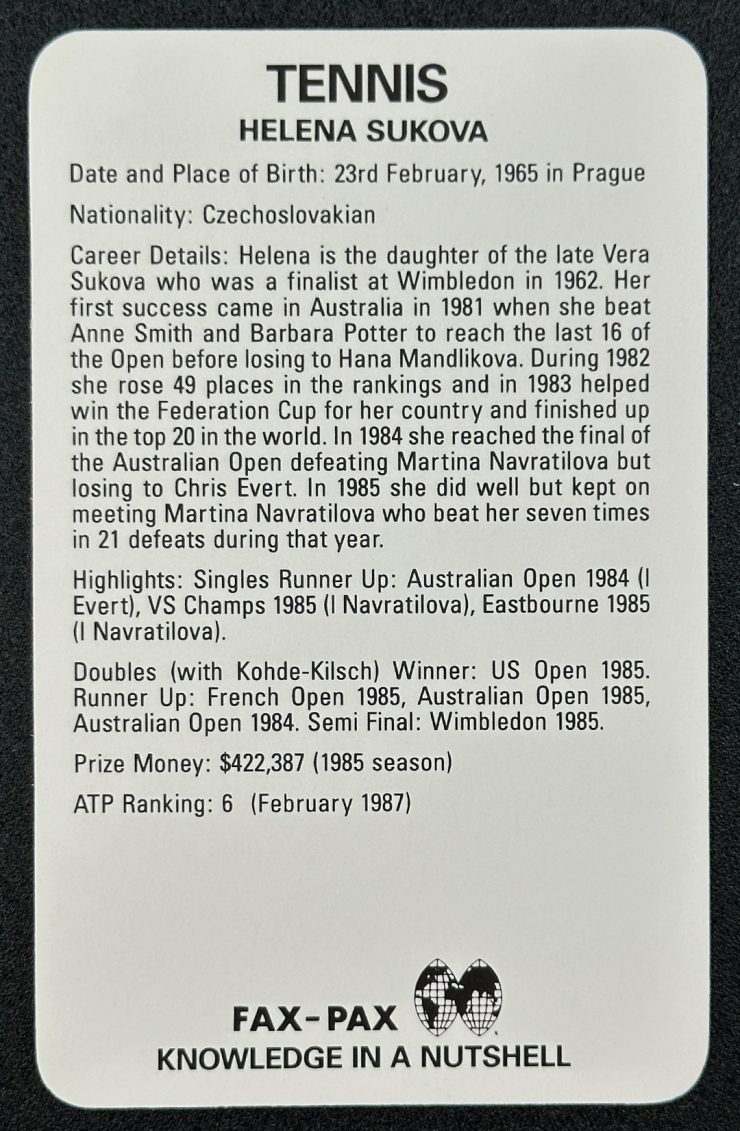 TENNIS
HELENA SUKOVA
Date and Place of Birth: 23rd February, 1965 in Prague
Nationality: Czechoslovakian
Career Details: Helena is the daughter of the late Vera
Sukova who was a finalist at Wimbledon in 1962. Her
first success came in Australia in 1981 when she beat
Anne Smith and Barbara Potter to reach the last 16 of
the Open before losing to Hana Mandlikova. During 1982
she rose 49 places in the rankings and in 1983 helped
win the Federation Cup for her country and finished up
in the top 20 in the world. In 1984 she reached the final of
the Australian Open defeating Martina Navratilova but
losing to Chris Evert. In 1985 she did well but kept on
meeting Martina Navratilova who beat her seven times
in 21 defeats during that year.
Highlights: Singles Runner Up: Australian Open 1984 (l
Evert), VS Champs 1985 (l Navratilova), Eastbourne 1985
(l Navratilova).
Doubles (with Kohde-Kilsch) Winner: US Open 1985.
Runner Up: French Open 1985, Australian Open 1985,
Australian Open 1984. Semi Final: Wimbledon 1985.
Prize Money: $422,387 (1985 season)
ATP Ranking: 6 (February 1987)
FAX-PAX
KNOWLEDGE IN A NUTSHELL